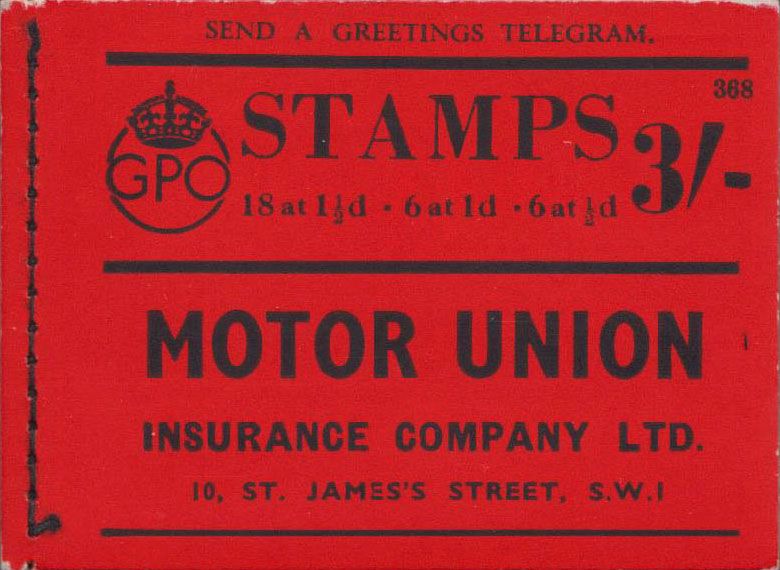 SEND A GREETINGS TELEGRAM.
368
GPO
STAMPS 3/-
18 at 1½d · 6 at 1d · 6 at ½d
MOTOR UNION
INSURANCE COMPANY LTD.
10, ST. JAMES'S STREET, S.W.1